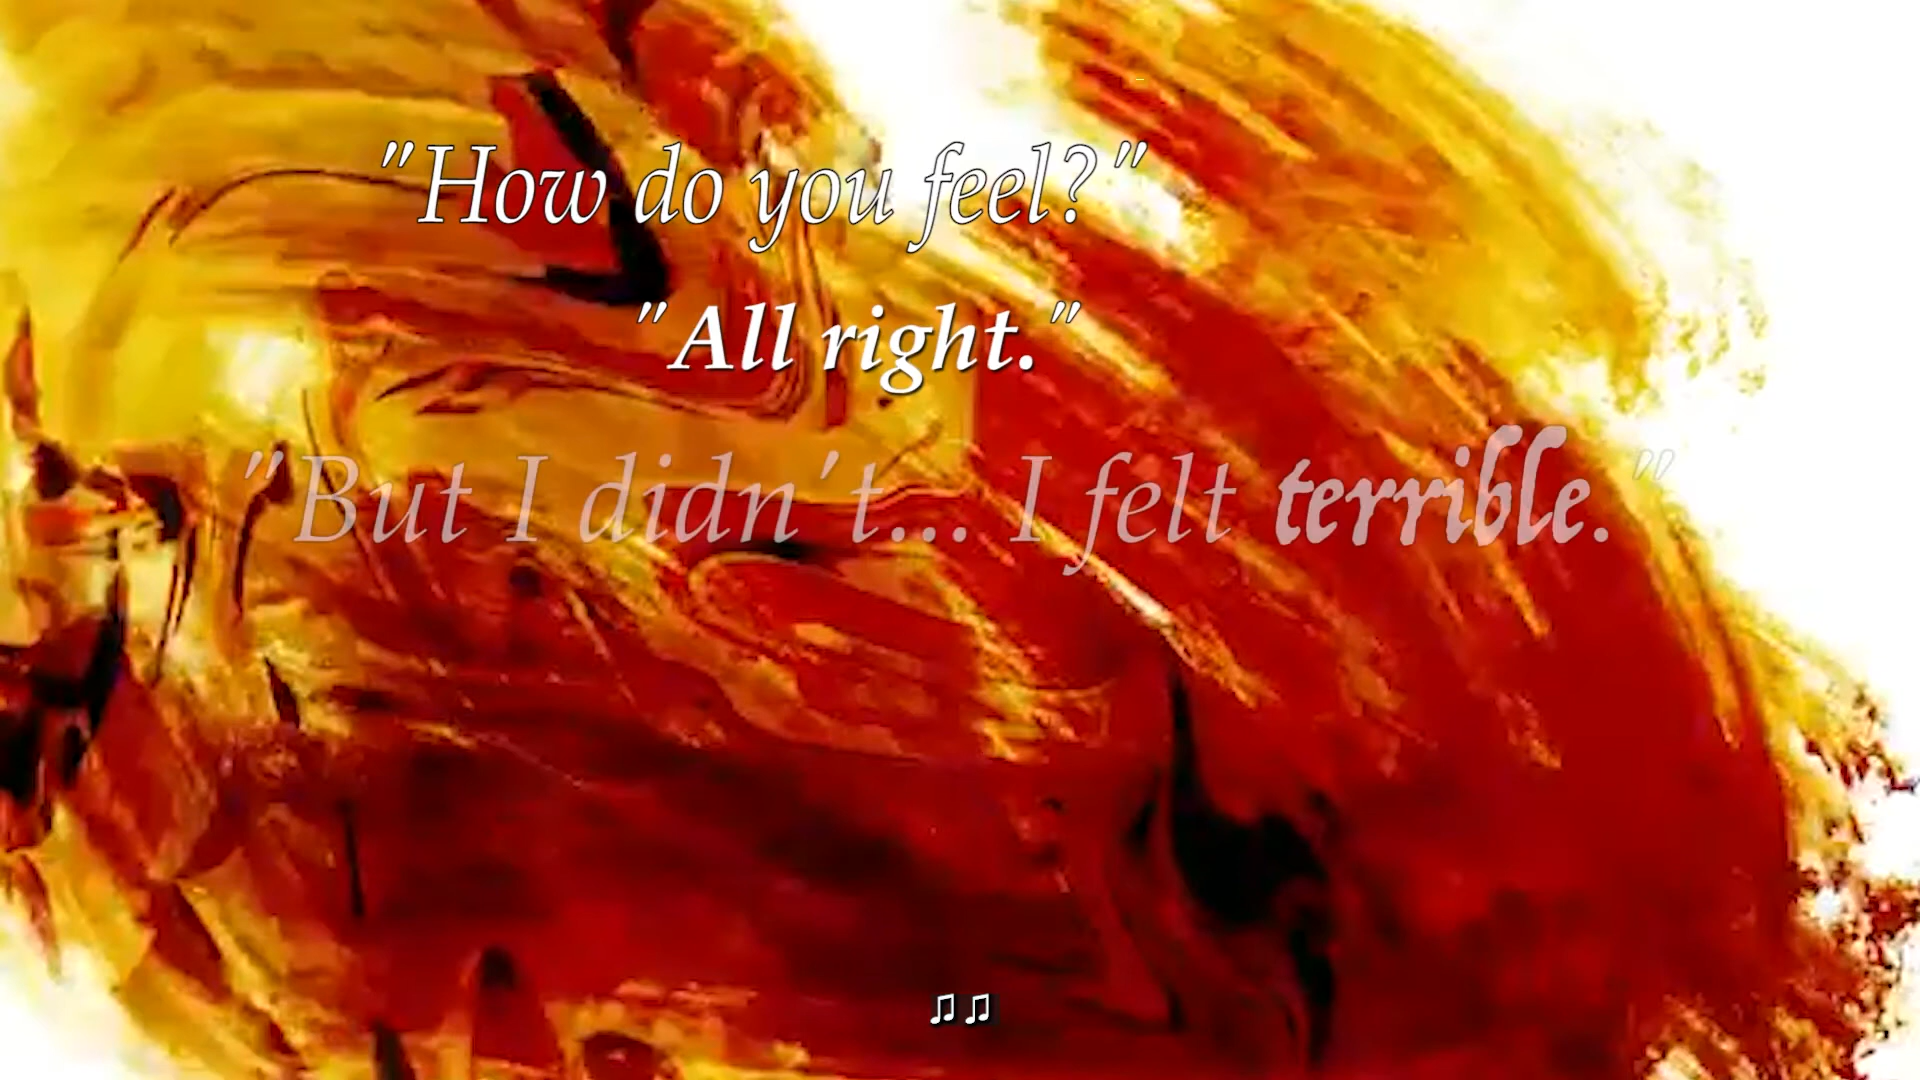 "How do you feel?"
"All right."
"But I didn't... I felt terrible."
♫♫